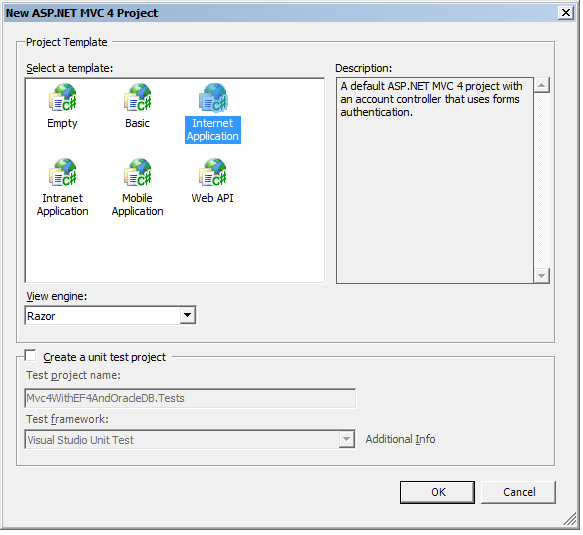 New ASP.NET MVC 4 Project
Project Template
Select a template:
Description:
Empty
Basic
Internet
Application
A default ASP.NET MVC 4 project with
an account controller that uses forms
authentication.
Intranet
Application
Mobile
Application
Web API
View engine:
Razor
Create a unit test project
Test project name:
Mvc4WithEF4AndOracleDB.Tests
Test framework:
Visual Studio Unit Test
Additional Info
OK
Cancel